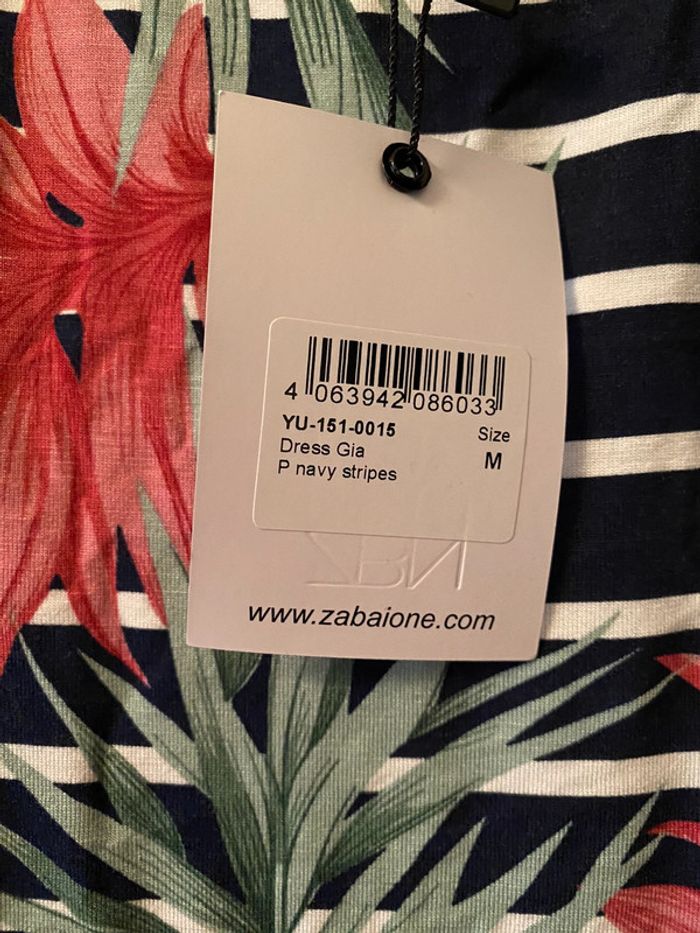 4 063942 086033
YU-151-0015 Size
Dress Gia M
P navy stripes
www.zabaione.com